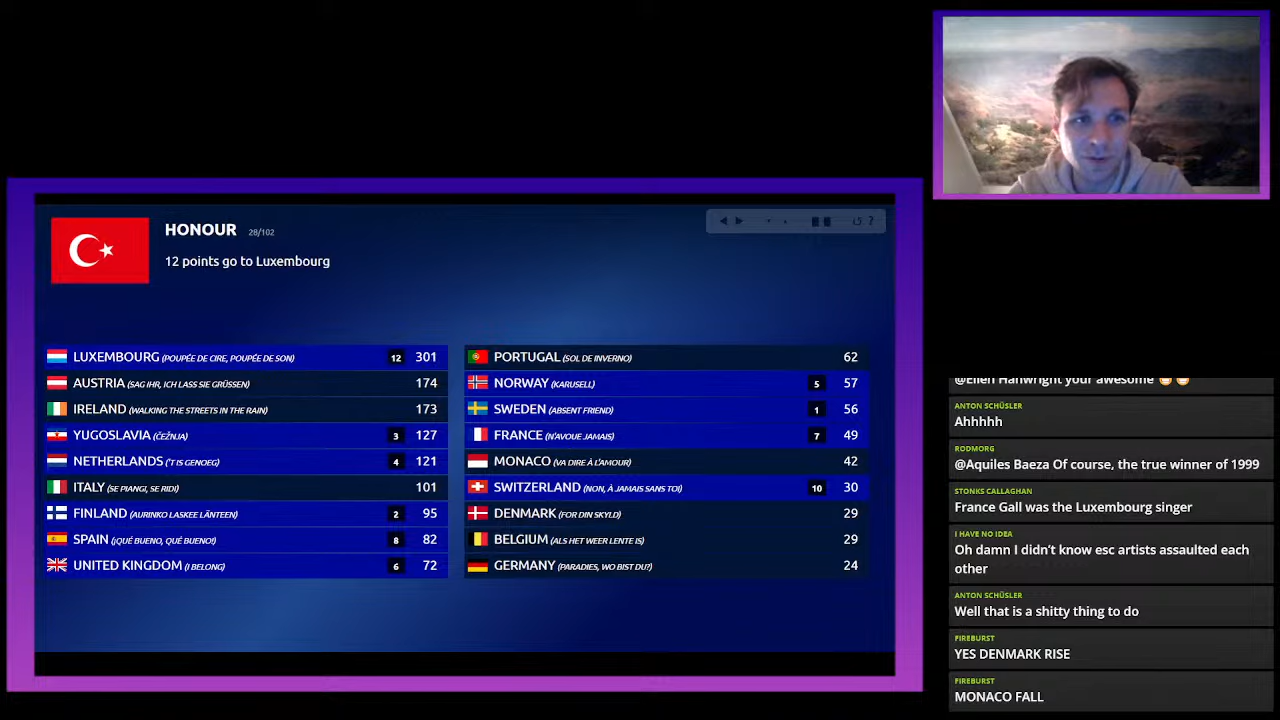 HONOUR 28/102
12 points go to Luxembourg
LUXEMBOURG (POUPÉE DE CIRE, POUPÉE DE SON) 12 301
AUSTRIA (SAG IHR, ICH LASS SIE GRÜSSEN) 174
IRELAND (WALKING THE STREETS IN THE RAIN) 173
YUGOSLAVIA (ČEŽNJA) 3 127
NETHERLANDS ('T IS GENOEG) 4 121
ITALY (SE PIANGI, SE RIDI) 101
FINLAND (AURINKO LASKEE LÄNTEEN) 2 95
SPAIN (¡QUÉ BUENO, QUÉ BUENO!) 8 82
UNITED KINGDOM (I BELONG) 6 72
PORTUGAL (SOL DE INVERNO) 62
NORWAY (KARUSELL) 5 57
SWEDEN (ABSENT FRIEND) 1 56
FRANCE (N'AVOUE JAMAIS) 7 49
MONACO (VA DIRE À L'AMOUR) 42
SWITZERLAND (NON, À JAMAIS SANS TOI) 10 30
DENMARK (FOR DIN SKYLD) 29
BELGIUM (ALS HET WEER LENTE IS) 29
GERMANY (PARADIES, WO BIST DU?) 24
@Ellen Hanwright your awesome
ANTON SCHÜSLER
Ahhhhh
RODMORG
@Aquiles Baeza Of course, the true winner of 1999
STONKS CALLAGHAN
France Gall was the Luxembourg singer
I HAVE NO IDEA
Oh damn I didn't know esc artists assaulted each
other
ANTON SCHÜSLER
Well that is a shitty thing to do
FIREBURST
YES DENMARK RISE
FIREBURST
MONACO FALL